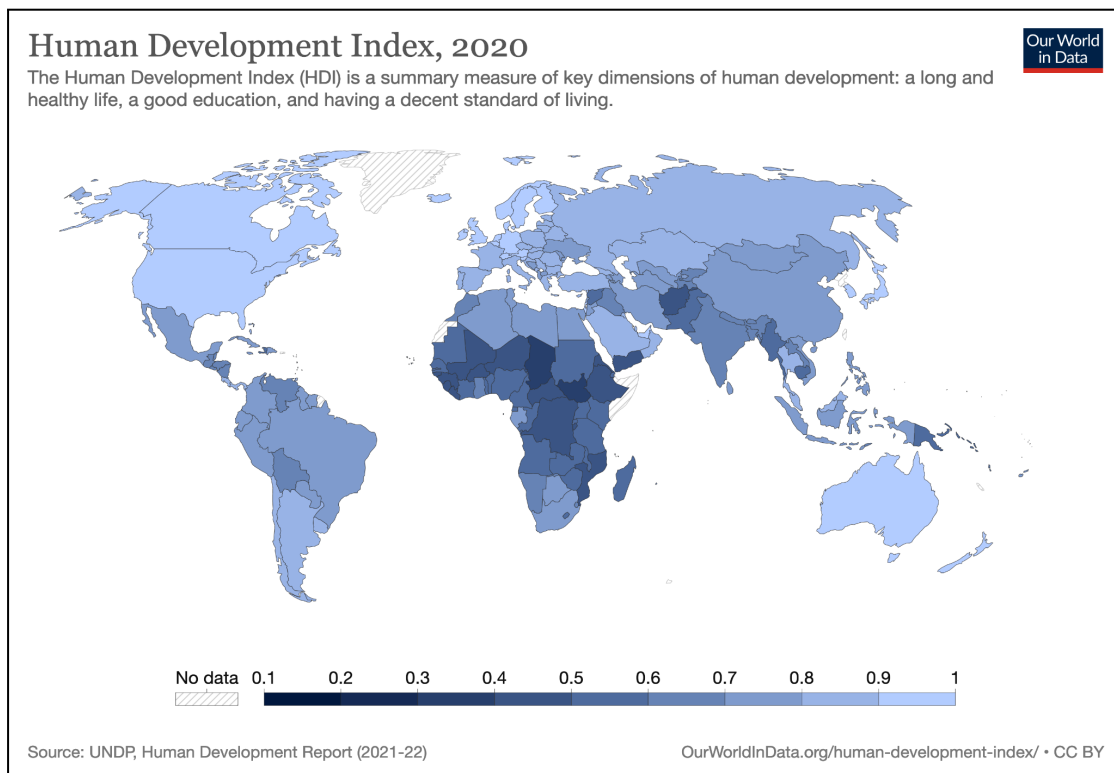 Human Development Index, 2020
Our World
in Data
The Human Development Index (HDI) is a summary measure of key dimensions of human development: a long and
healthy life, a good education, and having a decent standard of living.
No data 0.1 0.2 0.3 0.4 0.5 0.6 0.7 0.8 0.9 1
Source: UNDP, Human Development Report (2021-22) OurWorldInData.org/human-development-index/ • CC BY